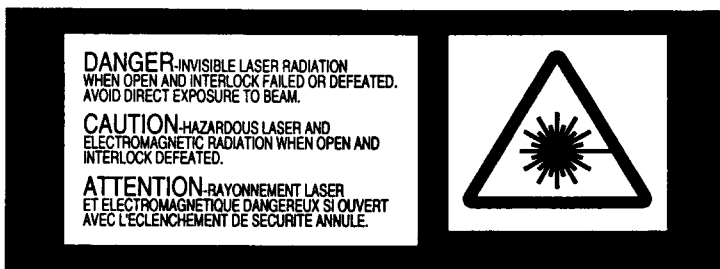 DANGER-INVISIBLE LASER RADIATION
WHEN OPEN AND INTERLOCK FAILED OR DEFEATED.
AVOID DIRECT EXPOSURE TO BEAM.
CAUTION-HAZARDOUS LASER AND
ELECTROMAGNETIC RADIATION WHEN OPEN AND
INTERLOCK DEFEATED.
ATTENTION-RAYONNEMENT LASER
ET ELECTROMAGNETIQUE DANGEREUX SI OUVERT
AVEC L'ECLENCHEMENT DE SECURITE ANNULE.